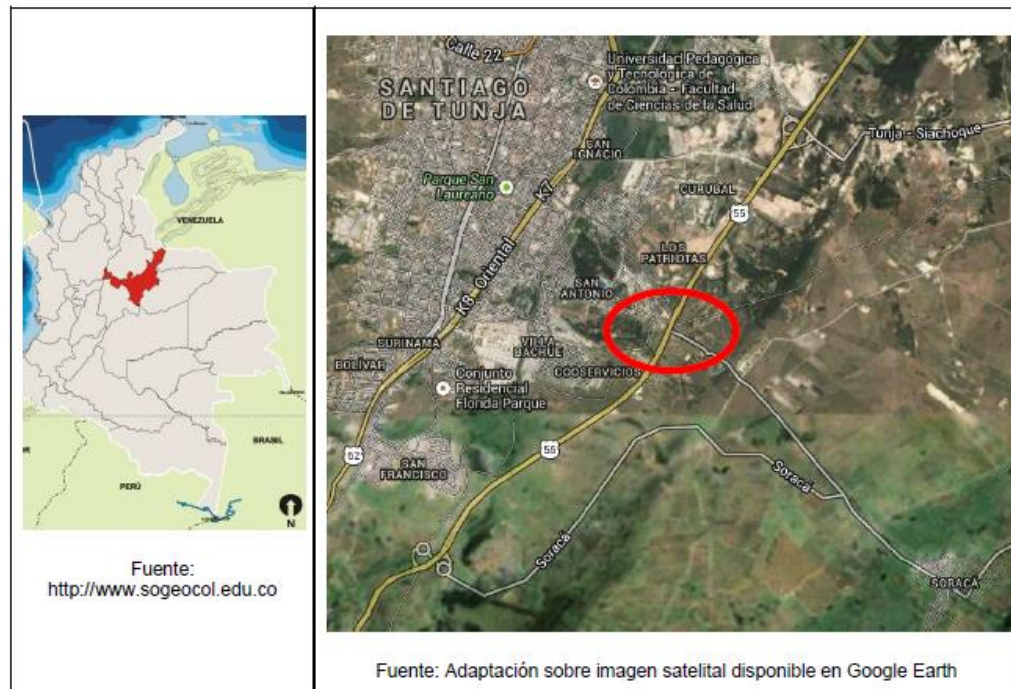 VENEZUELA
BRASIL
PERÚ
N
Fuente:
http://www.sogeocol.edu.co
Calle 22
SANTIAGO
DE TUNJA
Universidad Pedagógica
y Tecnológica de
Colombia - Facultad
de Ciencias de la Salud
SAN
IGNACIO
Tunja - Siachoque
Parque San
Laureano
K7
CURUBAL
55
LOS
PATRIOTAS
K8 Oriental
SAN
ANTONIO
SURINAMA
VILLA
BACHUE
BOLÍVAR
COOSERVICIOS
Conjunto
Residencial
Florida Parque
62
55
SAN
FRANCISCO
Soracá
Soracá
SORACÁ
Fuente: Adaptación sobre imagen satelital disponible en Google Earth